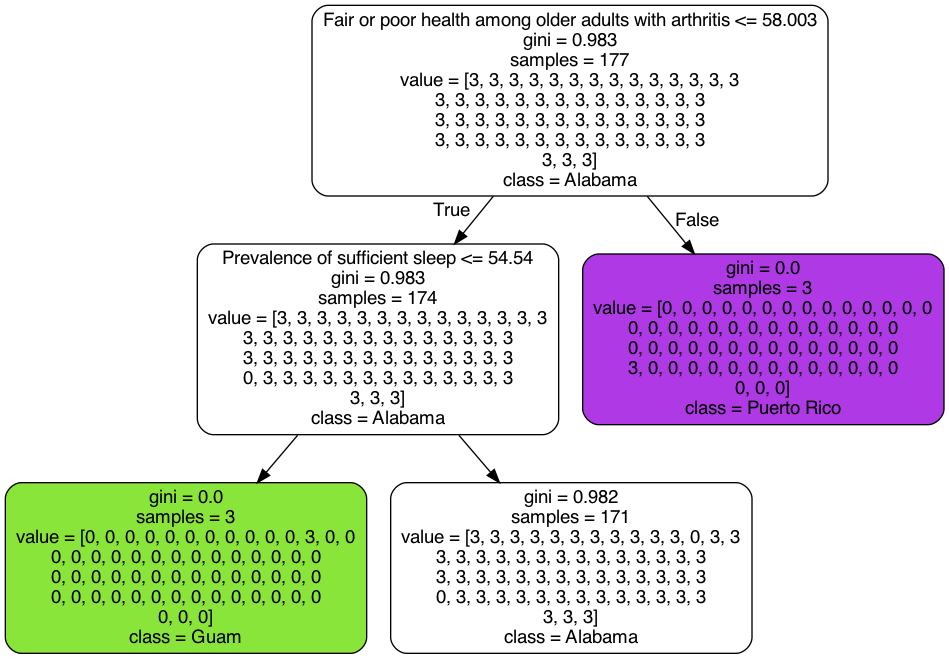 Fair or poor health among older adults with arthritis <= 58.003
gini = 0.983
samples = 177
value = [3, 3, 3, 3, 3, 3, 3, 3, 3, 3, 3, 3, 3, 3
3, 3, 3, 3, 3, 3, 3, 3, 3, 3, 3, 3, 3, 3
3, 3, 3, 3, 3, 3, 3, 3, 3, 3, 3, 3, 3, 3
3, 3, 3, 3, 3, 3, 3, 3, 3, 3, 3, 3, 3, 3
3, 3, 3]
class = Alabama
True
False
Prevalence of sufficient sleep <= 54.54
gini = 0.983
samples = 174
value = [3, 3, 3, 3, 3, 3, 3, 3, 3, 3, 3, 3, 3, 3
3, 3, 3, 3, 3, 3, 3, 3, 3, 3, 3, 3, 3, 3
3, 3, 3, 3, 3, 3, 3, 3, 3, 3, 3, 3, 3, 3
0, 3, 3, 3, 3, 3, 3, 3, 3, 3, 3, 3, 3, 3
3, 3, 3]
class = Alabama
gini = 0.0
samples = 3
value = [0, 0, 0, 0, 0, 0, 0, 0, 0, 0, 0, 0, 0, 0
0, 0, 0, 0, 0, 0, 0, 0, 0, 0, 0, 0, 0, 0
0, 0, 0, 0, 0, 0, 0, 0, 0, 0, 0, 0, 0, 0
3, 0, 0, 0, 0, 0, 0, 0, 0, 0, 0, 0, 0, 0
0, 0, 0]
class = Puerto Rico
gini = 0.0
samples = 3
value = [0, 0, 0, 0, 0, 0, 0, 0, 0, 0, 0, 3, 0, 0
0, 0, 0, 0, 0, 0, 0, 0, 0, 0, 0, 0, 0, 0
0, 0, 0, 0, 0, 0, 0, 0, 0, 0, 0, 0, 0, 0
0, 0, 0, 0, 0, 0, 0, 0, 0, 0, 0, 0, 0, 0
0, 0, 0]
class = Guam
gini = 0.982
samples = 171
value = [3, 3, 3, 3, 3, 3, 3, 3, 3, 3, 3, 0, 3, 3
3, 3, 3, 3, 3, 3, 3, 3, 3, 3, 3, 3, 3, 3
3, 3, 3, 3, 3, 3, 3, 3, 3, 3, 3, 3, 3, 3
0, 3, 3, 3, 3, 3, 3, 3, 3, 3, 3, 3, 3, 3
3, 3, 3]
class = Alabama